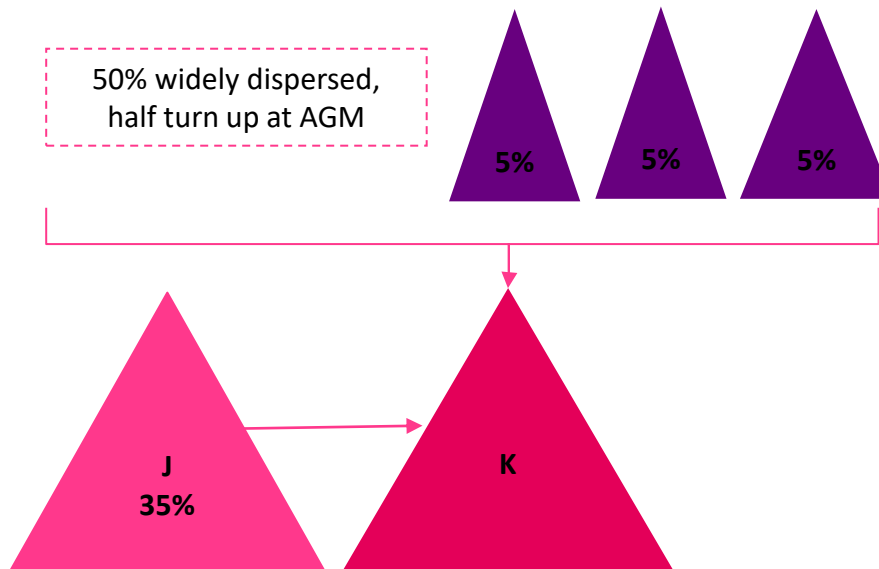 50% widely dispersed,
half turn up at AGM
5%
5%
5%
J
35%
K